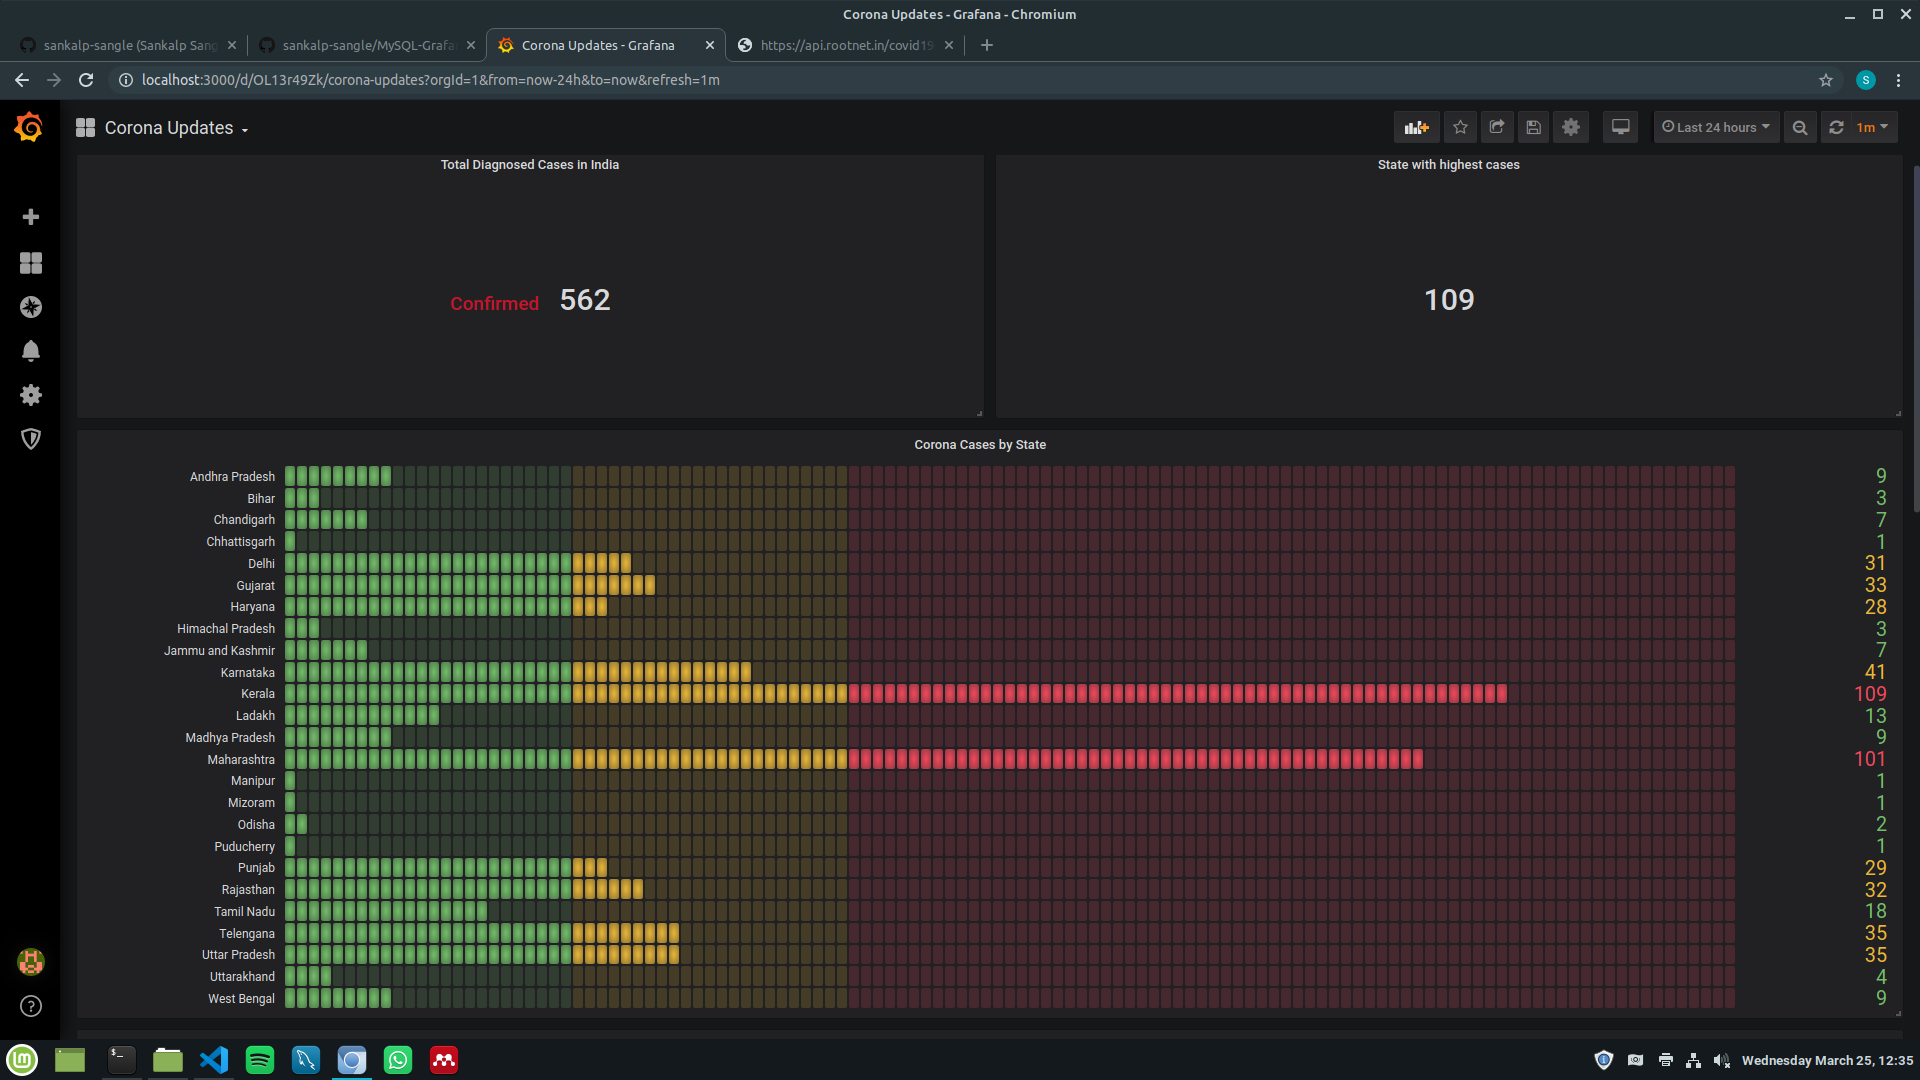 Corona Updates - Grafana - Chromium
sankalp-sangle (Sankalp Sang
sankalp-sangle/MySQL-Grafa
Corona Updates - Grafana
https://api.rootnet.in/covid19
localhost:3000/d/OL13r49Zk/corona-updates?orgId=1&from=now-24h&to=now&refresh=1m
S
Corona Updates
Last 24 hours
1m
Total Diagnosed Cases in India
State with highest cases
Confirmed 562
109
Corona Cases by State
Andhra Pradesh 9
Bihar 3
Chandigarh 7
Chhattisgarh 1
Delhi 31
Gujarat 33
Haryana 28
Himachal Pradesh 3
Jammu and Kashmir 7
Karnataka 41
Kerala 109
Ladakh 13
Madhya Pradesh 9
Maharashtra 101
Manipur 1
Mizoram 1
Odisha 2
Puducherry 1
Punjab 29
Rajasthan 32
Tamil Nadu 18
Telengana 35
Uttar Pradesh 35
Uttarakhand 4
West Bengal 9
Wednesday March 25, 12:35